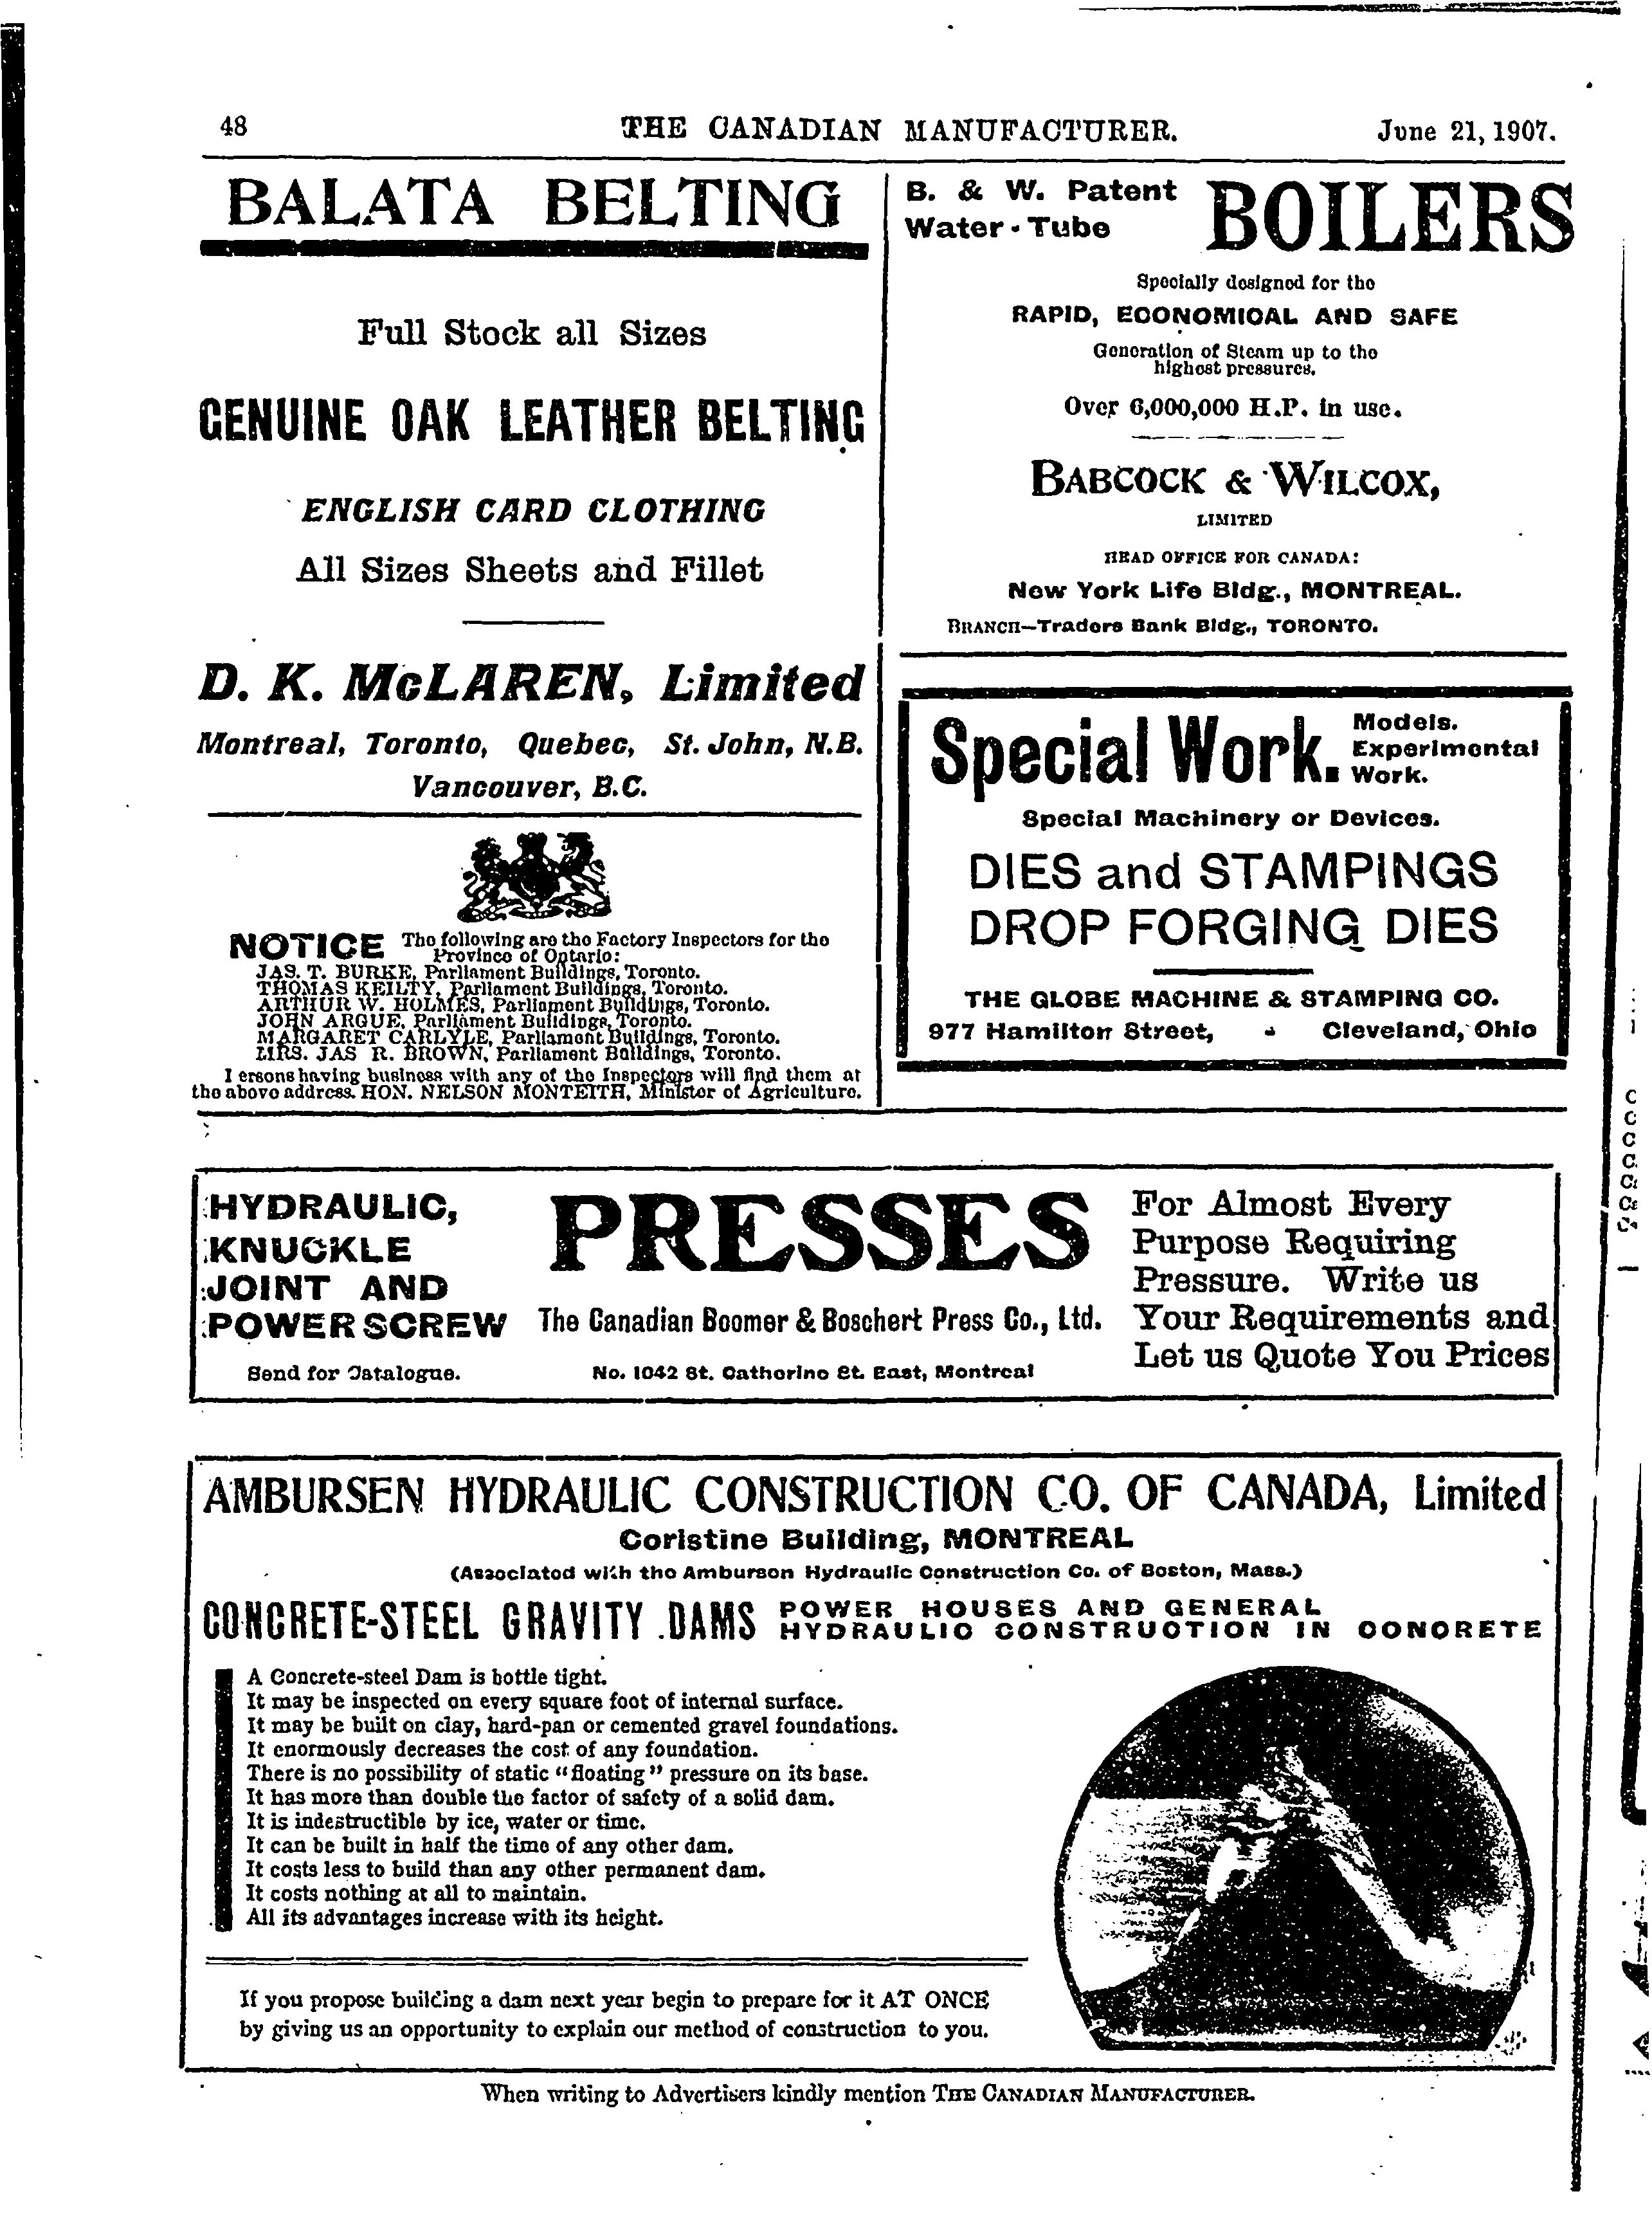 48
THE CANADIAN MANUFACTURER.
June 21, 1907.
BALATA BELTING
Full Stock all Sizes
GENUINE OAK LEATHER BELTING
ENGLISH CARD CLOTHING
All Sizes Sheets and Fillet
D. K. McLAREN, Limited
Montreal, Toronto, Quebec, St. John, N.B.
Vancouver, B.C.
NOTICE The following are the Factory Inspectors for the
Province of Ontario:
JAS. T. BURKE, Parliament Buildings, Toronto.
THOMAS KEILTY, Parliament Buildings, Toronto.
ARTHUR W. HOLMES, Parliament Buildings, Toronto.
JOHN ARGUE, Parliament Buildings, Toronto.
MARGARET CARLYLE, Parliament Buildings, Toronto.
MRS. JAS R. BROWN, Parliament Buildings, Toronto.
Persons having business with any of the Inspectors will find them at
the above address. HON. NELSON MONTEITH, Minister of Agriculture.
B. & W. Patent
Water-Tube
BOILERS
Specially designed for the
RAPID, ECONOMICAL AND SAFE
Generation of Steam up to the
highest pressures.
Over 6,000,000 H.P. in use.
BABCOCK & WILCOX,
LIMITED
HEAD OFFICE FOR CANADA:
New York Life Bldg., MONTREAL.
BRANCH—Traders Bank Bldg., TORONTO.
Special Work.
Models.
Experimental
Work.
Special Machinery or Devices.
DIES and STAMPINGS
DROP FORGING DIES
THE GLOBE MACHINE & STAMPING CO.
977 Hamilton Street, - Cleveland, Ohio
HYDRAULIC,
KNUCKLE
JOINT AND
POWER SCREW
Send for Catalogue.
PRESSES
The Canadian Boomer & Boschert Press Co., Ltd.
No. 1042 St. Catherine St. East, Montreal
For Almost Every
Purpose Requiring
Pressure. Write us
Your Requirements and
Let us Quote You Prices
AMBURSEN HYDRAULIC CONSTRUCTION CO. OF CANADA, Limited
Coristine Building, MONTREAL
(Associated with the Ambursen Hydraulic Construction Co. of Boston, Mass.)
CONCRETE-STEEL GRAVITY DAMS
POWER HOUSES AND GENERAL
HYDRAULIC CONSTRUCTION IN CONCRETE
A Concrete-steel Dam is bottle tight.
It may be inspected on every square foot of internal surface.
It may be built on clay, hard-pan or cemented gravel foundations.
It enormously decreases the cost of any foundation.
There is no possibility of static "floating" pressure on its base.
It has more than double the factor of safety of a solid dam.
It is indestructible by ice, water or time.
It can be built in half the time of any other dam.
It costs less to build than any other permanent dam.
It costs nothing at all to maintain.
All its advantages increase with its height.
If you propose building a dam next year begin to prepare for it AT ONCE
by giving us an opportunity to explain our method of construction to you.
When writing to Advertisers kindly mention THE CANADIAN MANUFACTURER.